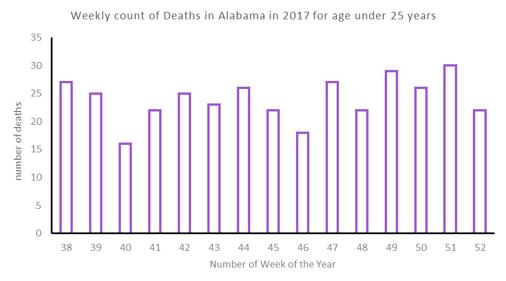 Weekly count of Deaths in Alabama in 2017 for age under 25 years
number of deaths
35
30
25
20
15
10
5
0
38 39 40 41 42 43 44 45 46 47 48 49 50 51 52
Number of Week of the Year